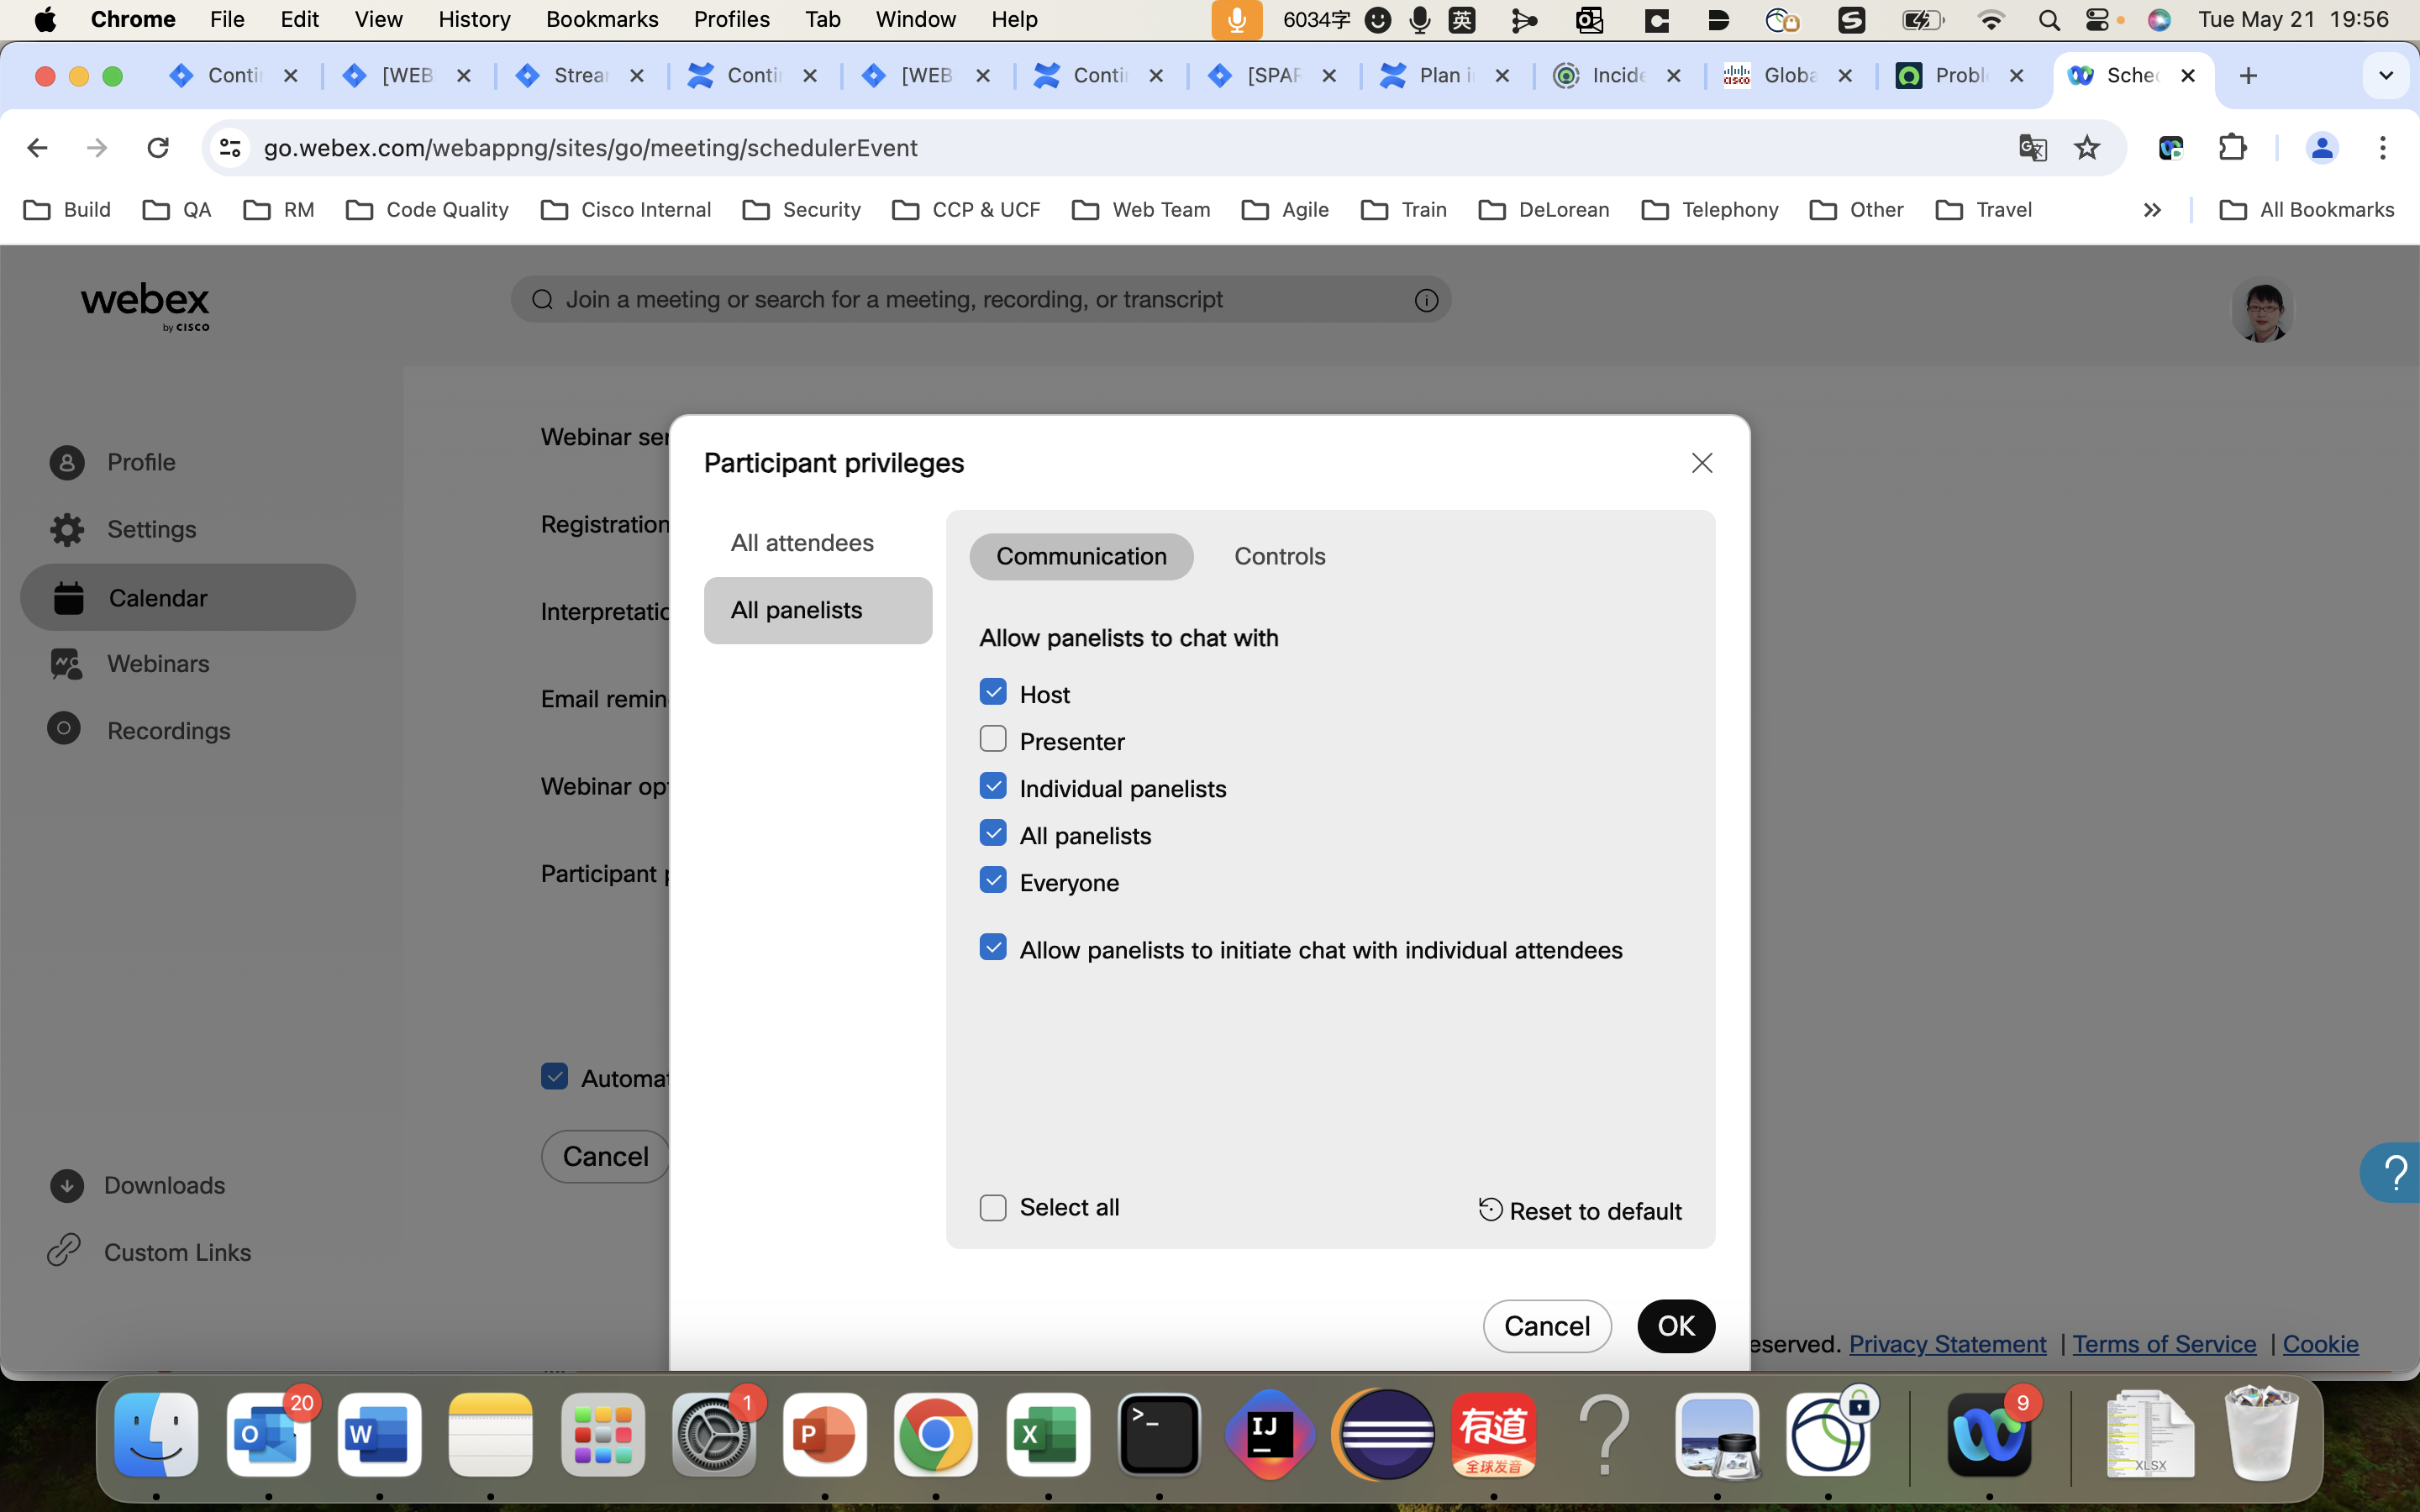 Chrome File Edit View History Bookmarks Profiles Tab Window Help 6034字 英 Tue May 21 19:56
Conti [WEB Strea Conti [WEB Conti [SPAR Plan i Incide Globa Probl Sched
go.webex.com/webappng/sites/go/meeting/schedulerEvent
Build QA RM Code Quality Cisco Internal Security CCP & UCF Web Team Agile Train DeLorean Telephony Other Travel All Bookmarks
webex
by CISCO
Join a meeting or search for a meeting, recording, or transcript
Profile
Settings
Calendar
Webinars
Recordings
Downloads
Custom Links
Webinar ser
Registration
Interpretatio
Email remin
Webinar opt
Participant p
Automat
Cancel
Participant privileges
All attendees
All panelists
Communication Controls
Allow panelists to chat with
Host
Presenter
Individual panelists
All panelists
Everyone
Allow panelists to initiate chat with individual attendees
Select all
Reset to default
Cancel OK
eserved. Privacy Statement | Terms of Service | Cookie
?
20 1 9
O W P X >_ IJ
有道
全球发音
XLSX